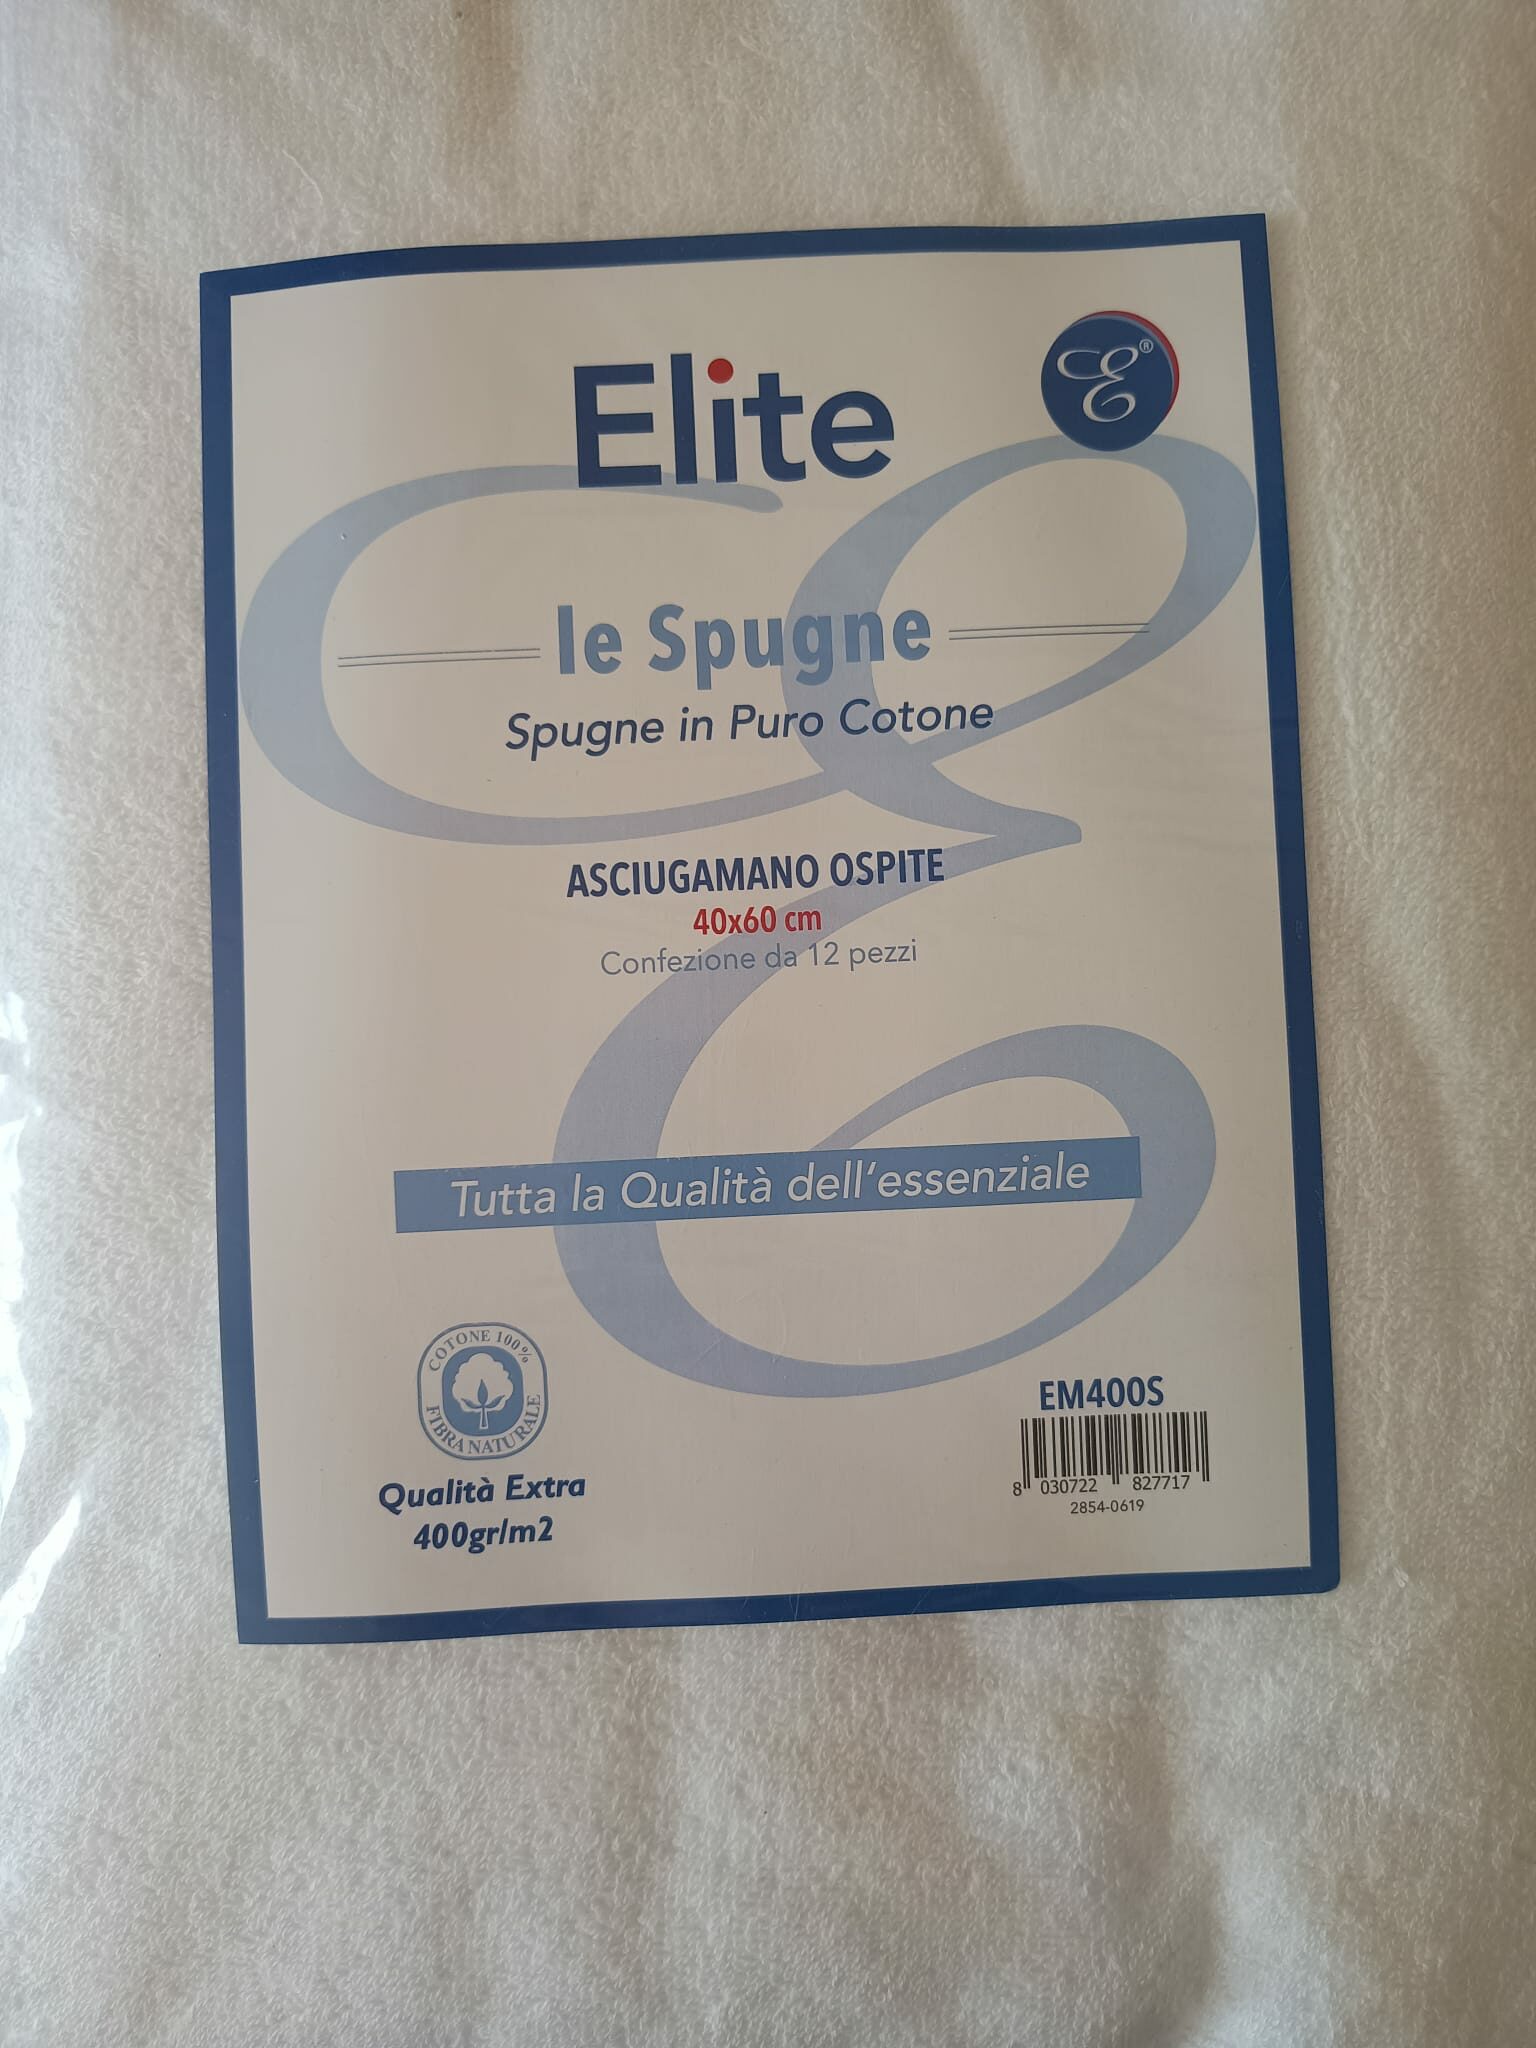 Elite
E®
le Spugne
Spugne in Puro Cotone
ASCIUGAMANO OSPITE
40x60 cm
Confezione da 12 pezzi
Tutta la Qualità dell'essenziale
COTONE 100%
FIBRA NATURALE
Qualità Extra
400gr/m2
EM400S
8 030722 827717
2854-0619